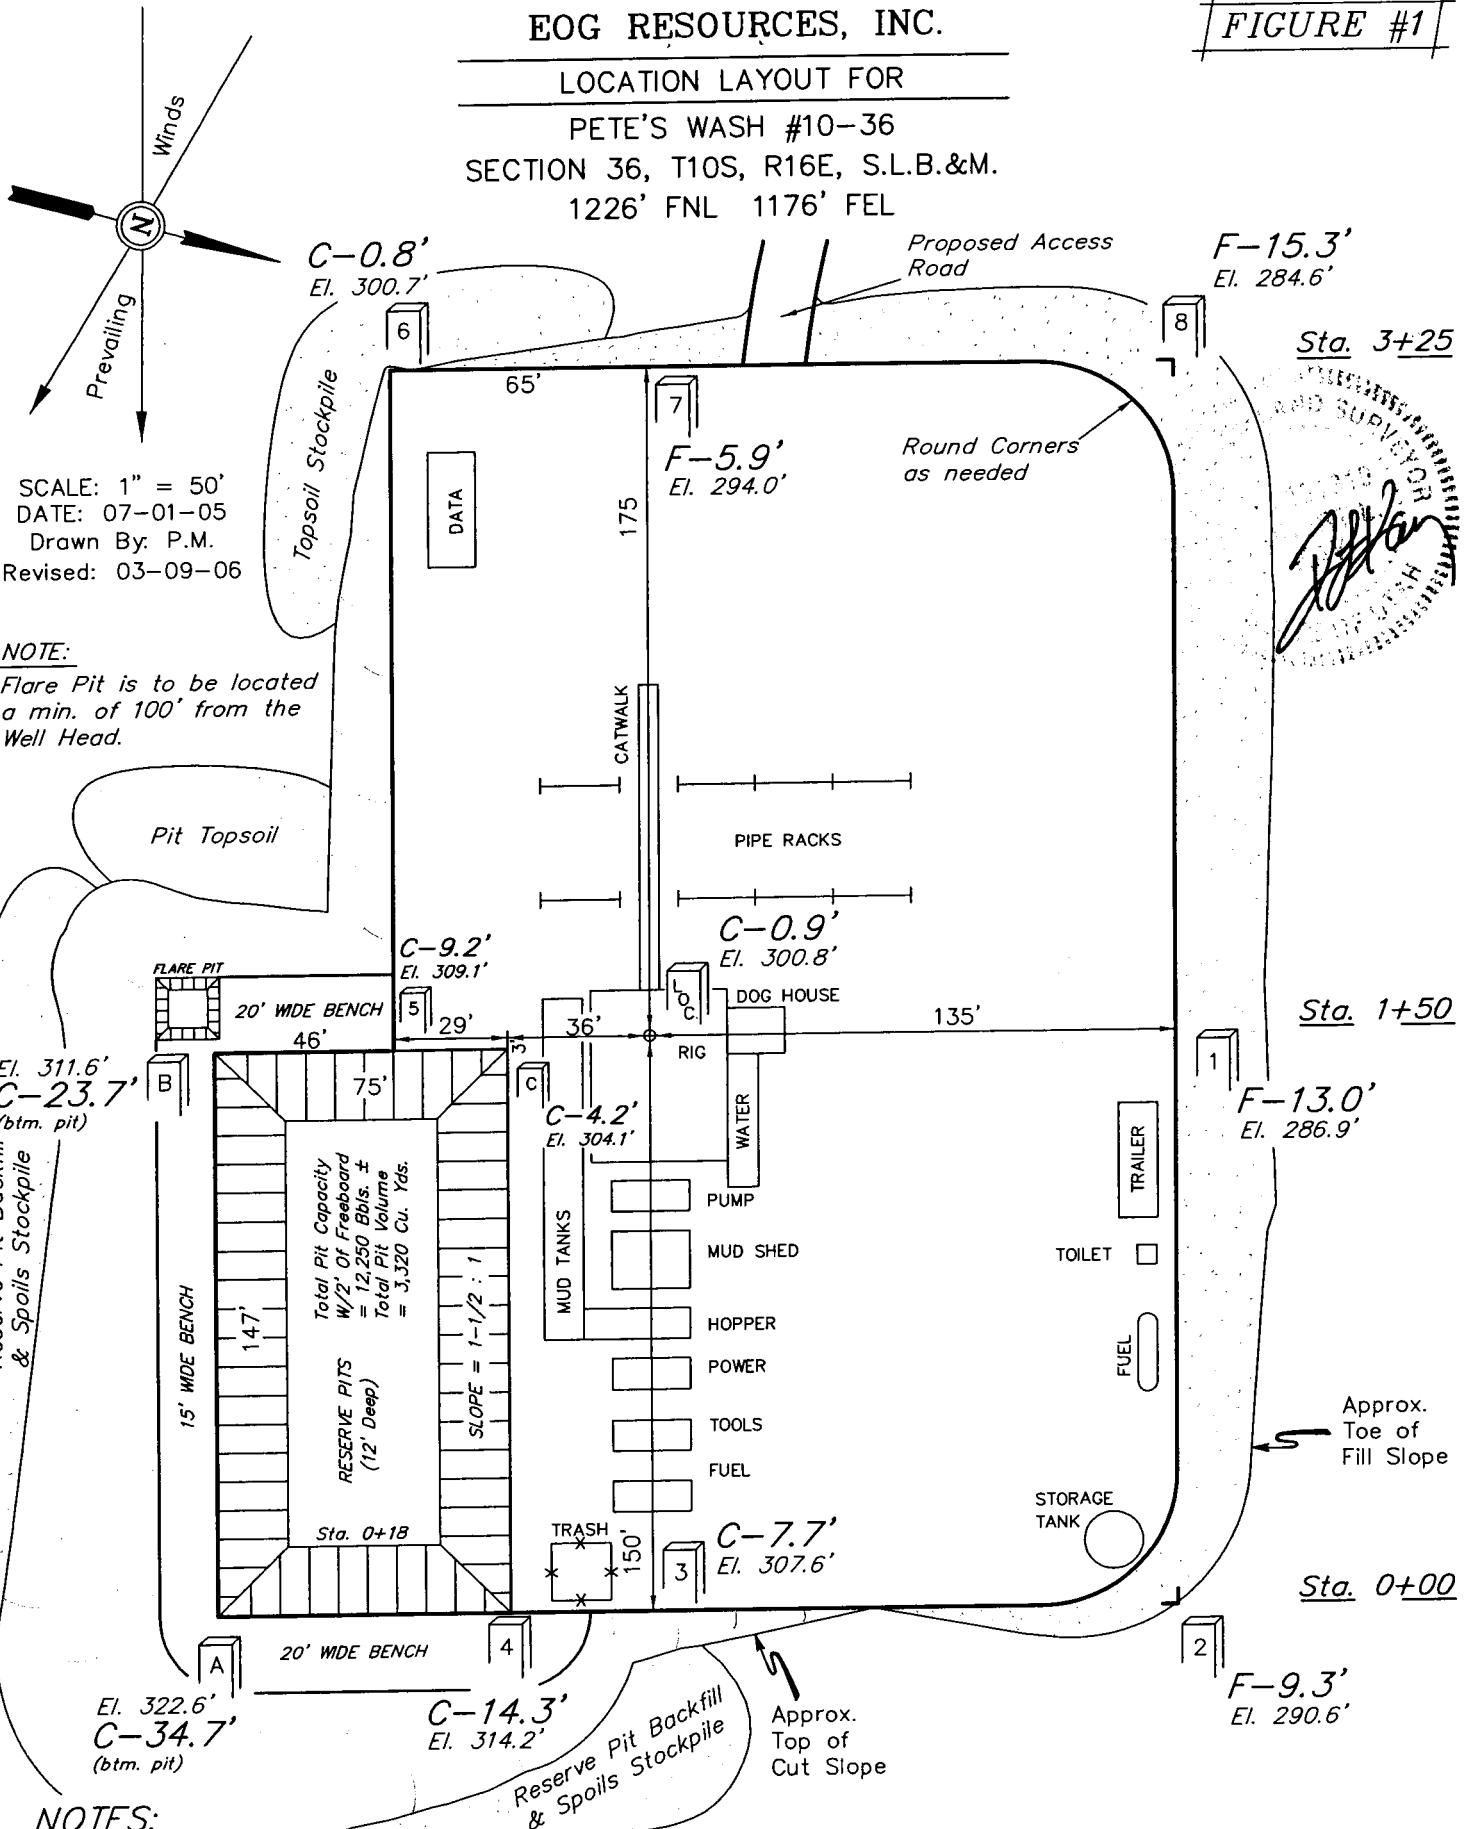 EOG RESOURCES, INC.
FIGURE #1
LOCATION LAYOUT FOR
PETE'S WASH #10-36
SECTION 36, T10S, R16E, S.L.B.&M.
1226' FNL 1176' FEL
Winds
N
Prevailing
SCALE: 1" = 50'
DATE: 07-01-05
Drawn By: P.M.
Revised: 03-09-06
NOTE:
Flare Pit is to be located
a min. of 100' from the
Well Head.
C-0.8'
El. 300.7'
6
Proposed Access
Road
F-15.3'
El. 284.6'
8
Sta. 3+25
LAND SURVEYOR
65'
7
F-5.9'
El. 294.0'
Round Corners
as needed
Topsoil Stockpile
DATA
175
CATWALK
PIPE RACKS
Pit Topsoil
C-0.9'
El. 300.8'
C-9.2'
El. 309.1'
5
FLARE PIT
20' WIDE BENCH
LOC.
DOG HOUSE
46'
29'
36'
3'
135'
RIG
Sta. 1+50
1
F-13.0'
El. 286.9'
El. 311.6'
C-23.7'
(btm. pit)
B
75'
C
C-4.2'
El. 304.1'
WATER
TRAILER
& Spoils Stockpile
15' WIDE BENCH
147'
Total Pit Capacity
W/2' Of Freeboard
= 12,250 Bbls. ±
Total Pit Volume
= 3,320 Cu. Yds.
RESERVE PITS
(12' Deep)
SLOPE = 1-1/2 : 1
MUD TANKS
PUMP
MUD SHED
HOPPER
POWER
TOOLS
FUEL
TOILET
FUEL
Approx.
Toe of
Fill Slope
STORAGE
TANK
Sta. 0+18
TRASH
150'
3
C-7.7'
El. 307.6'
Sta. 0+00
2
F-9.3'
El. 290.6'
A
20' WIDE BENCH
4
El. 322.6'
C-34.7'
(btm. pit)
C-14.3'
El. 314.2'
Reserve Pit Backfill
& Spoils Stockpile
Approx.
Top of
Cut Slope
NOTES: